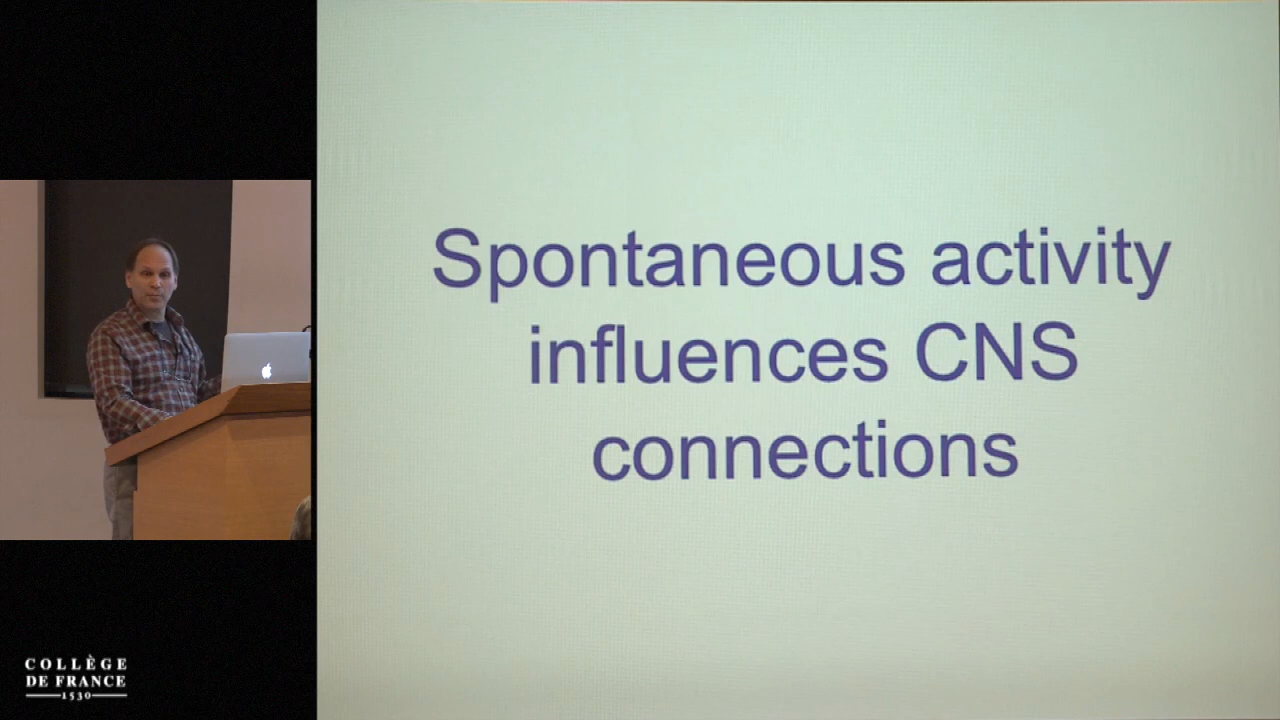 Spontaneous activity
influences CNS
connections
COLLÈGE
DE FRANCE
1530